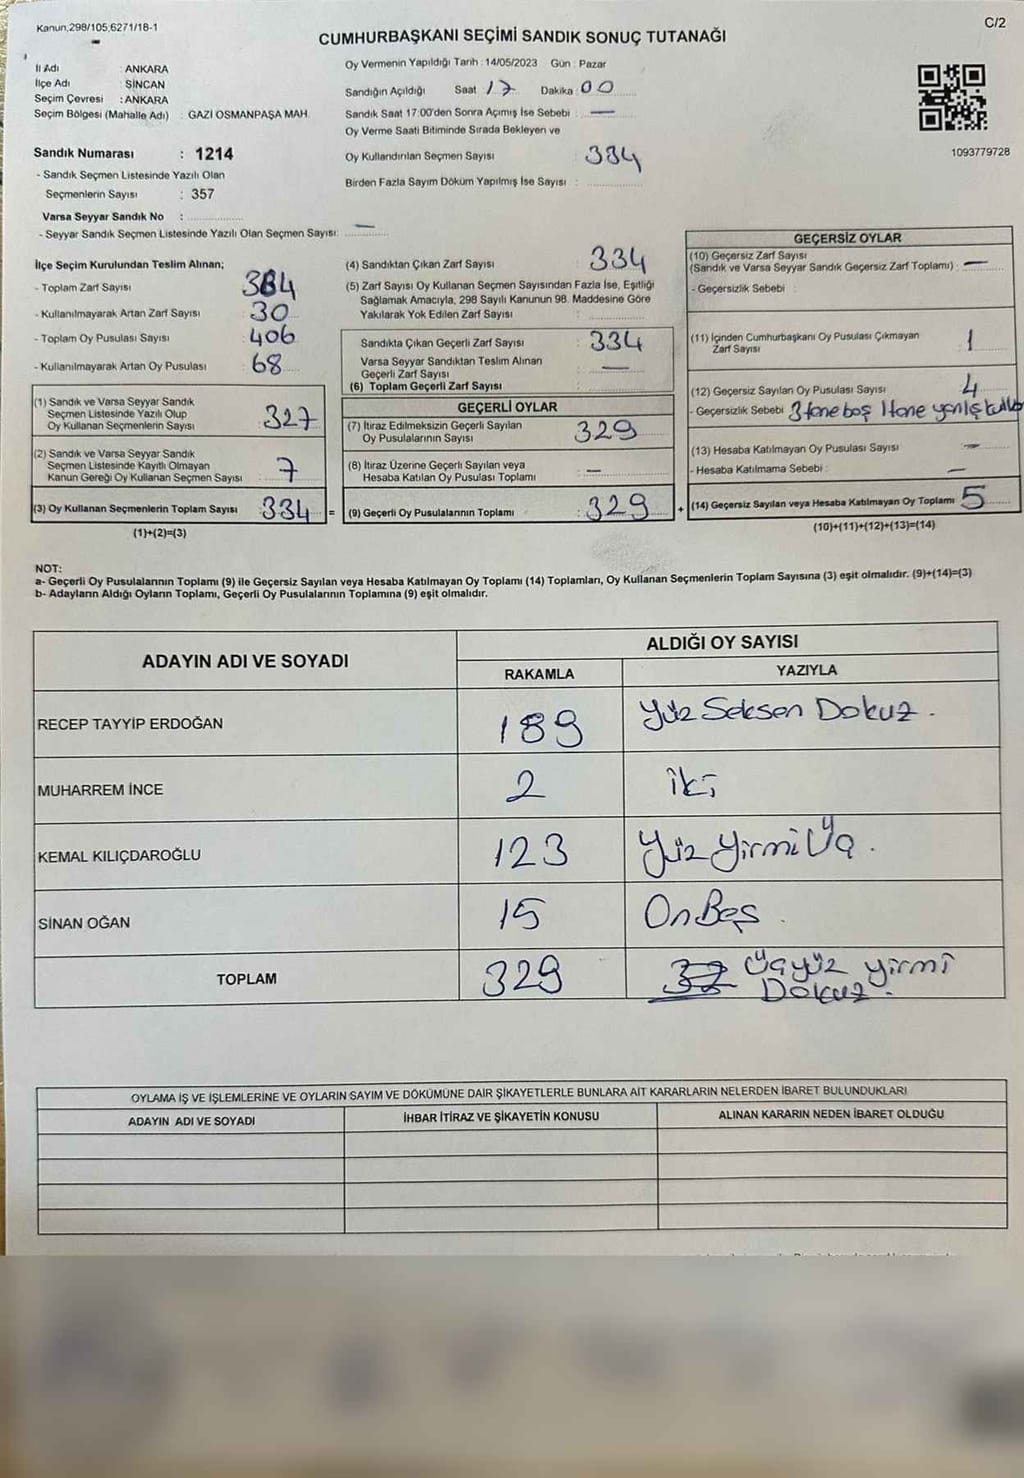 Kanun,298/105,6271/18-1
C/2
CUMHURBAŞKANI SEÇİMİ SANDIK SONUÇ TUTANAĞI
İl Adı : ANKARA
İlçe Adı : SİNCAN
Seçim Çevresi : ANKARA
Seçim Bölgesi (Mahalle Adı) : GAZİ OSMANPAŞA MAH.
Sandık Numarası : 1214
- Sandık Seçmen Listesinde Yazılı Olan
Seçmenlerin Sayısı : 357
Varsa Seyyar Sandık No :
- Seyyar Sandık Seçmen Listesinde Yazılı Olan Seçmen Sayısı: —
Oy Vermenin Yapıldığı Tarih : 14/05/2023 Gün : Pazar
Sandığın Açıldığı Saat 17 Dakika : 00
Sandık Saat 17:00'den Sonra Açımış İse Sebebi : —
Oy Verme Saati Bitiminde Sırada Bekleyen ve
Oy Kullandırılan Seçmen Sayısı : 334
Birden Fazla Sayım Döküm Yapılmış İse Sayısı :
1093779728
İlçe Seçim Kurulundan Teslim Alınan;
- Toplam Zarf Sayısı : 364
- Kullanılmayarak Artan Zarf Sayısı : 30
- Toplam Oy Pusulası Sayısı : 406
- Kullanılmayarak Artan Oy Pusulası : 68
(1) Sandık ve Varsa Seyyar Sandık
Seçmen Listesinde Yazılı Olup
Oy Kullanan Seçmenlerin Sayısı : 327
(2) Sandık ve Varsa Seyyar Sandık
Seçmen Listesinde Kayıtlı Olmayan
Kanun Gereği Oy Kullanan Seçmen Sayısı : 7
(3) Oy Kullanan Seçmenlerin Toplam Sayısı : 334 =
(1)+(2)=(3)
(4) Sandıktan Çıkan Zarf Sayısı : 334
(5) Zarf Sayısı Oy Kullanan Seçmen Sayısından Fazla İse, Eşitliği
Sağlamak Amacıyla, 298 Sayılı Kanunun 98. Maddesine Göre
Yakılarak Yok Edilen Zarf Sayısı :
Sandıkta Çıkan Geçerli Zarf Sayısı : 334
Varsa Seyyar Sandıktan Teslim Alınan
Geçerli Zarf Sayısı : —
(6) Toplam Geçerli Zarf Sayısı :
GEÇERLİ OYLAR
(7) İtiraz Edilmeksizin Geçerli Sayılan
Oy Pusulalarının Sayısı : 329
(8) İtiraz Üzerine Geçerli Sayılan veya
Hesaba Katılan Oy Pusulası Toplamı : —
(9) Geçerli Oy Pusulalarının Toplamı : 329 +
GEÇERSİZ OYLAR
(10) Geçersiz Zarf Sayısı
(Sandık ve Varsa Seyyar Sandık Geçersiz Zarf Toplamı) : —
- Geçersizlik Sebebi :
(11) İçinden Cumhurbaşkanı Oy Pusulası Çıkmayan
Zarf Sayısı : 1
(12) Geçersiz Sayılan Oy Pusulası Sayısı : 4
- Geçersizlik Sebebi : 3 tane boş 1 tane yanlış
(13) Hesaba Katılmayan Oy Pusulası Sayısı : —
- Hesaba Katılmama Sebebi : —
(14) Geçersiz Sayılan veya Hesaba Katılmayan Oy Toplamı : 5
(10)+(11)+(12)+(13)=(14)
NOT:
a- Geçerli Oy Pusulalarının Toplamı (9) ile Geçersiz Sayılan veya Hesaba Katılmayan Oy Toplamı (14) Toplamları, Oy Kullanan Seçmenlerin Toplam Sayısına (3) eşit olmalıdır. (9)+(14)=(3)
b- Adayların Aldığı Oyların Toplamı, Geçerli Oy Pusulalarının Toplamına (9) eşit olmalıdır.
ADAYIN ADI VE SOYADI
ALDIĞI OY SAYISI
RAKAMLA YAZIYLA
RECEP TAYYİP ERDOĞAN 189 Yüz Seksen Dokuz.
MUHARREM İNCE 2 iki
KEMAL KILIÇDAROĞLU 123 Yüz Yirmi Üç.
SİNAN OĞAN 15 On Beş.
TOPLAM 329 Üçyüz yirmi
Dokuz.
OYLAMA İŞ VE İŞLEMLERİNE VE OYLARIN SAYIM VE DÖKÜMÜNE DAİR ŞİKAYETLERLE BUNLARA AİT KARARLARIN NELERDEN İBARET BULUNDUKLARI
ADAYIN ADI VE SOYADI İHBAR İTİRAZ VE ŞİKAYETİN KONUSU ALINAN KARARIN NEDEN İBARET OLDUĞU